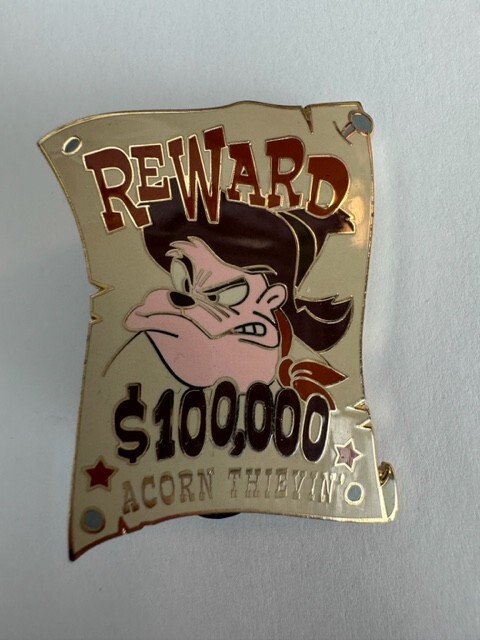 REWARD
$100,000
ACORN THIEVIN'